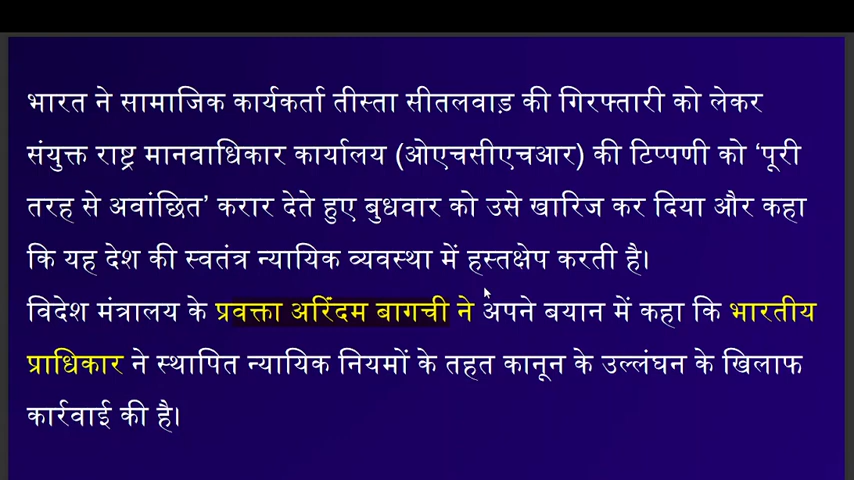 भारत ने सामाजिक कार्यकर्ता तीस्ता सीतलवाड़ की गिरफ्तारी को लेकर
संयुक्त राष्ट्र मानवाधिकार कार्यालय (ओएचसीएचआर) की टिप्पणी को ‘पूरी
तरह से अवांछित’ करार देते हुए बुधवार को उसे खारिज कर दिया और कहा
कि यह देश की स्वतंत्र न्यायिक व्यवस्था में हस्तक्षेप करती है।
विदेश मंत्रालय के प्रवक्ता अरिंदम बागची ने अपने बयान में कहा कि भारतीय
प्राधिकार ने स्थापित न्यायिक नियमों के तहत कानून के उल्लंघन के खिलाफ
कार्रवाई की है।